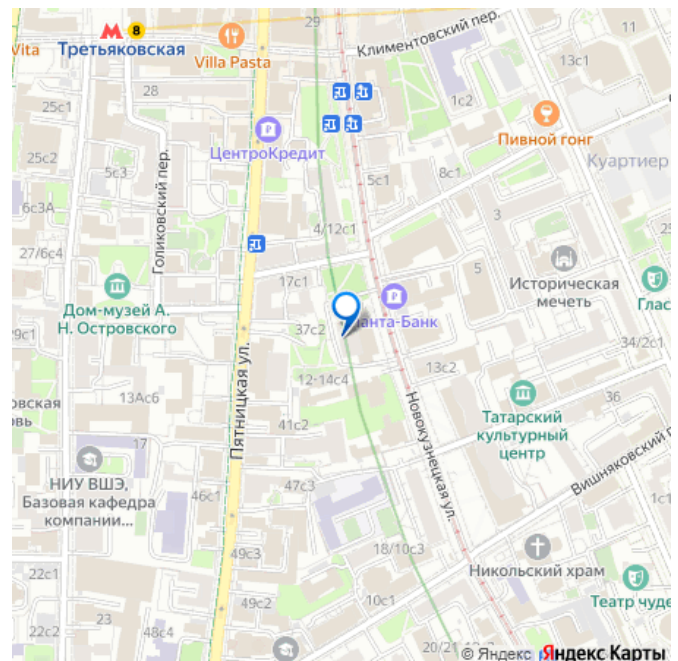 29
М 8
Третьяковская
Vita
Villa Pasta
Климентовский пер.
11
13с1
25с1
28
ЦентроКредит
1с2
Пивной гонг
25с2
5с3
Голиковский пер.
5с1
8с1
Куартиер
6с3А
4/12с1
3
27/6с4
17с1
5
Историческая
мечеть
Дом-музей А.
Н. Островского
37с2
анта-Банк
Глас
34/2с1
12-14с4
13с2
13Ас6
Пятницкая ул.
Новокузнецкая ул.
Татарский
культурный
центр
36
41с2
17
Вишняковский
НИУ ВШЭ,
Базовая кафедра
компании...
46с1
47с3
49с3
18/10с3
Никольский храм
22с1
49с2
10с1
Театр чуде
22с2
23
48с4
© Яндекс Яндекс Карты